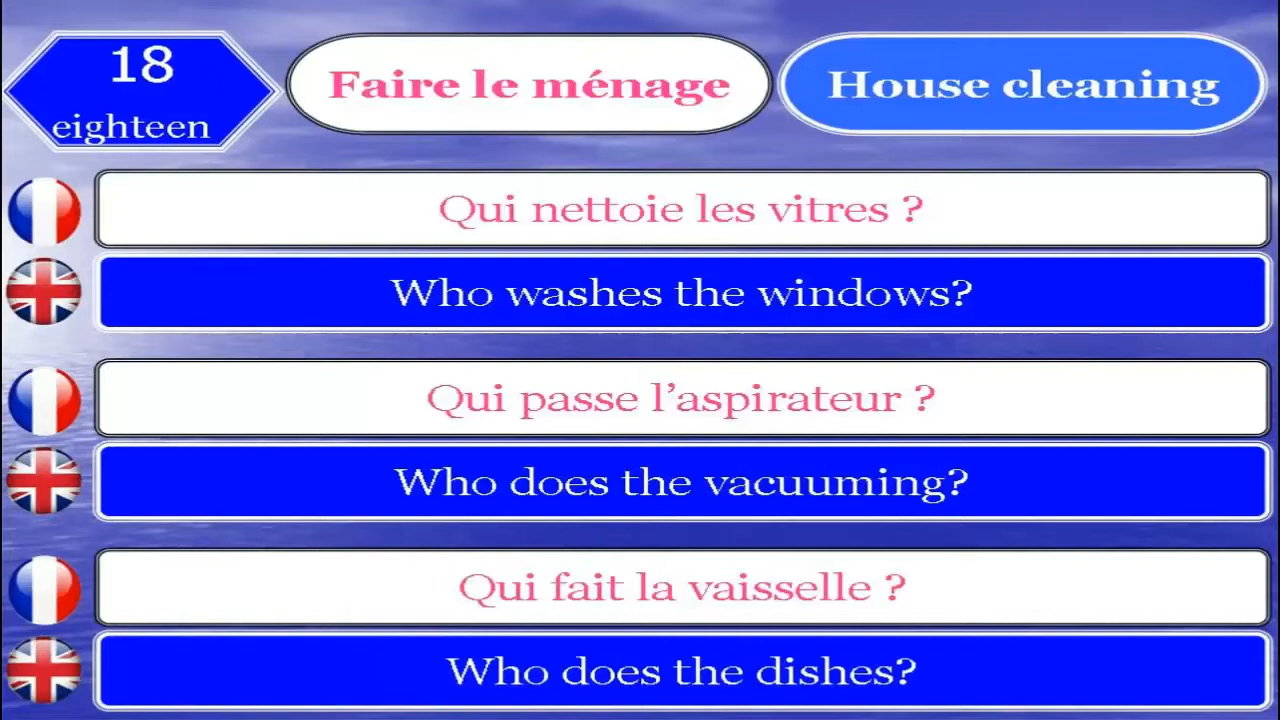 18
eighteen
Faire le ménage
House cleaning
Qui nettoie les vitres ?
Who washes the windows?
Qui passe l’aspirateur ?
Who does the vacuuming?
Qui fait la vaisselle ?
Who does the dishes?